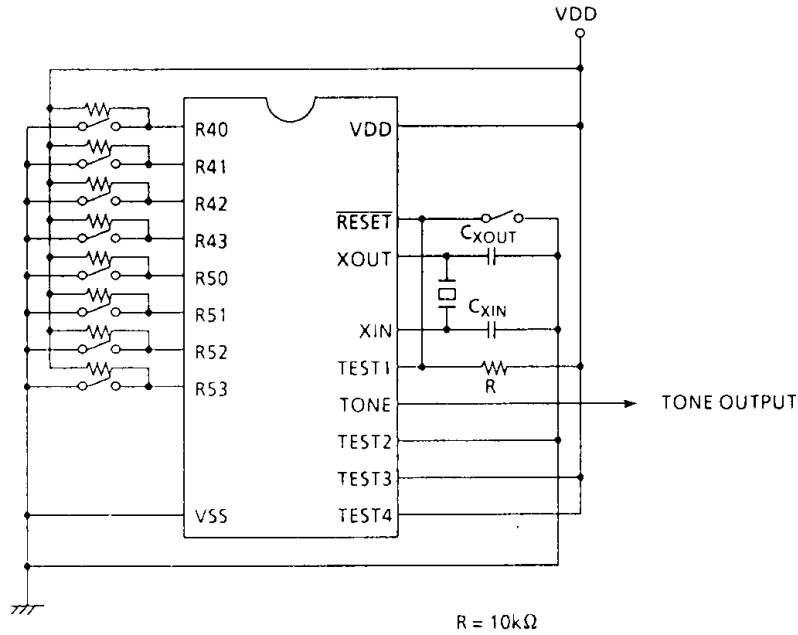 VDD
R40
R41
R42
R43
R50
R51
R52
R53
VSS
VDD
RESET
XOUT
XIN
TEST1
TONE
TEST2
TEST3
TEST4
CXOUT
CXIN
R
TONE OUTPUT
R = 10kΩ